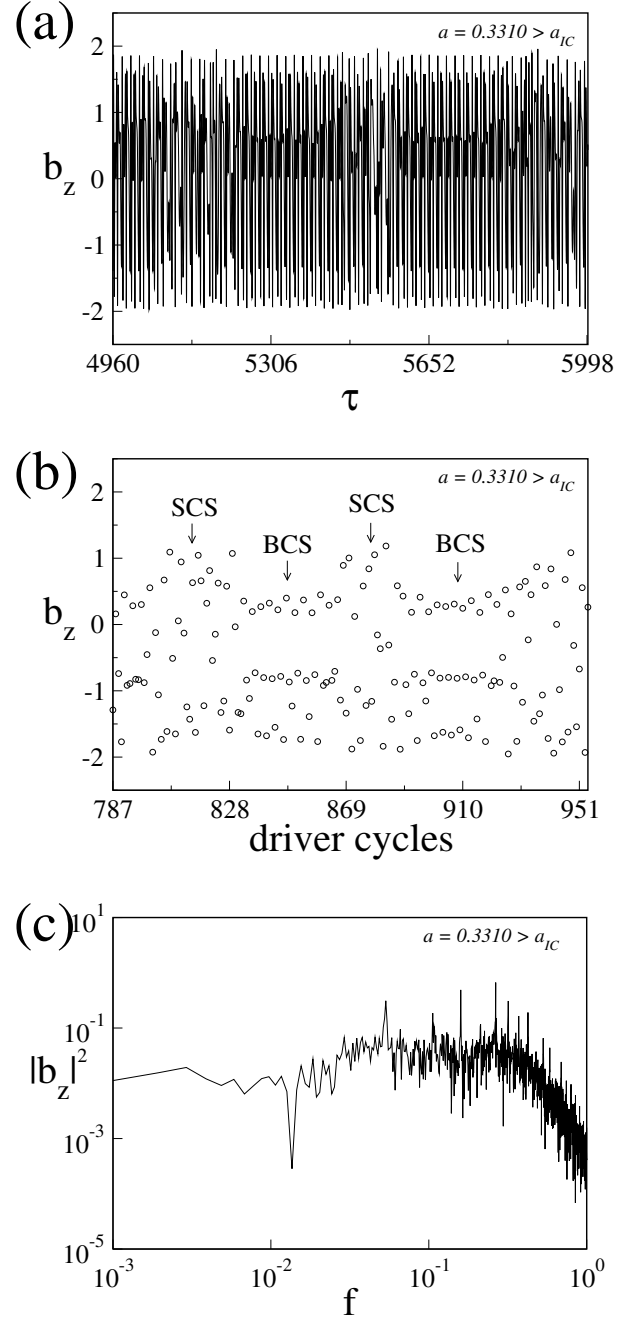 (a)
a = 0.3310 > a_IC
2
1
b_z
0
-1
-2
4960 5306 5652 5998
τ
(b)
a = 0.3310 > a_IC
2
SCS SCS
BCS BCS
1
b_z
0
-1
-2
787 828 869 910 951
driver cycles
(c)
10^1
a = 0.3310 > a_IC
10^-1
|b_z|^2
10^-3
10^-5
10^-3 10^-2 10^-1 10^0
f